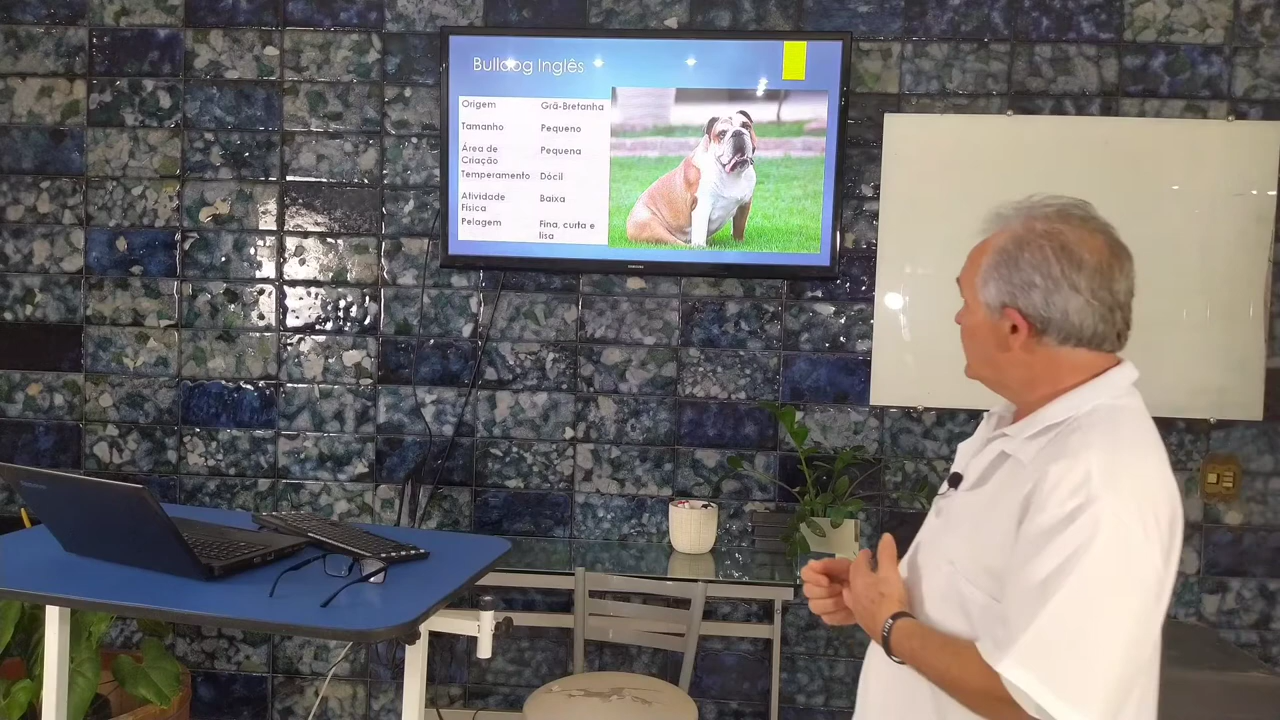 Bulldog Inglês
Origem Grã-Bretanha
Tamanho Pequeno
Área de Pequena
Criação
Temperamento Dócil
Atividade Baixa
Física
Pelagem Fina, curta e
lisa
SAMSUNG